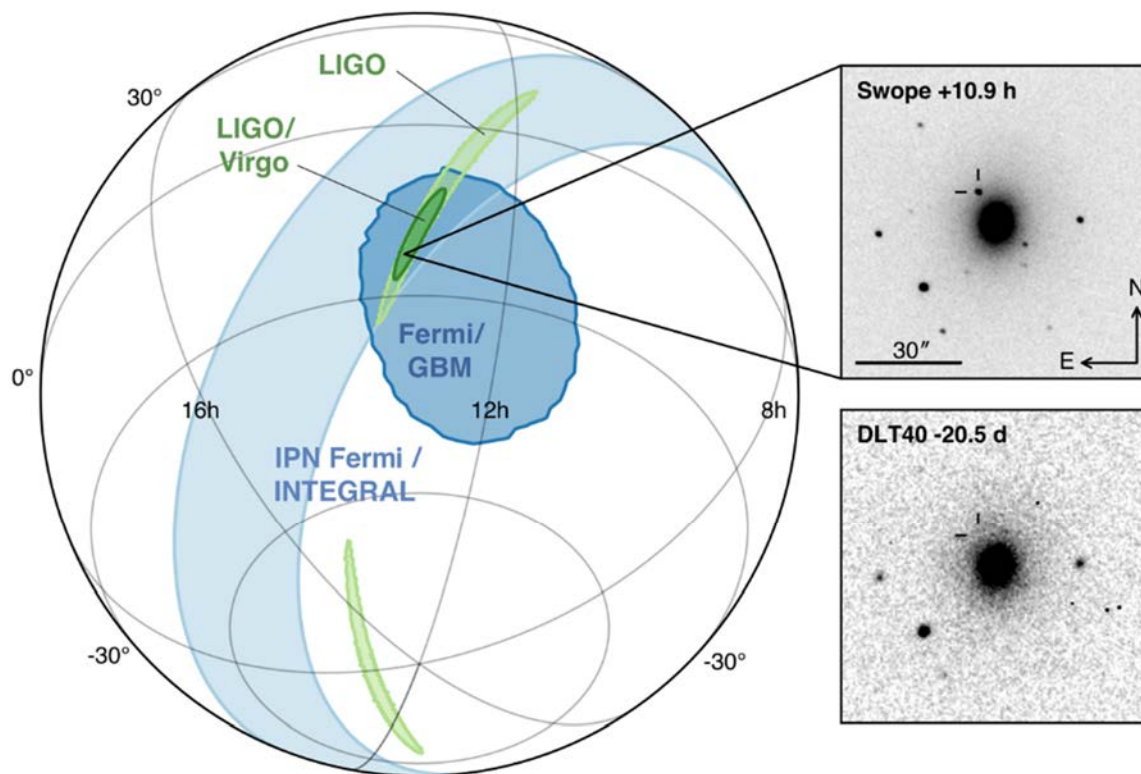 LIGO
30°
LIGO/
Virgo
Fermi/
GBM
0°
16h
12h
8h
IPN Fermi /
INTEGRAL
-30°
-30°
Swope +10.9 h
N
30″
E
DLT40 -20.5 d